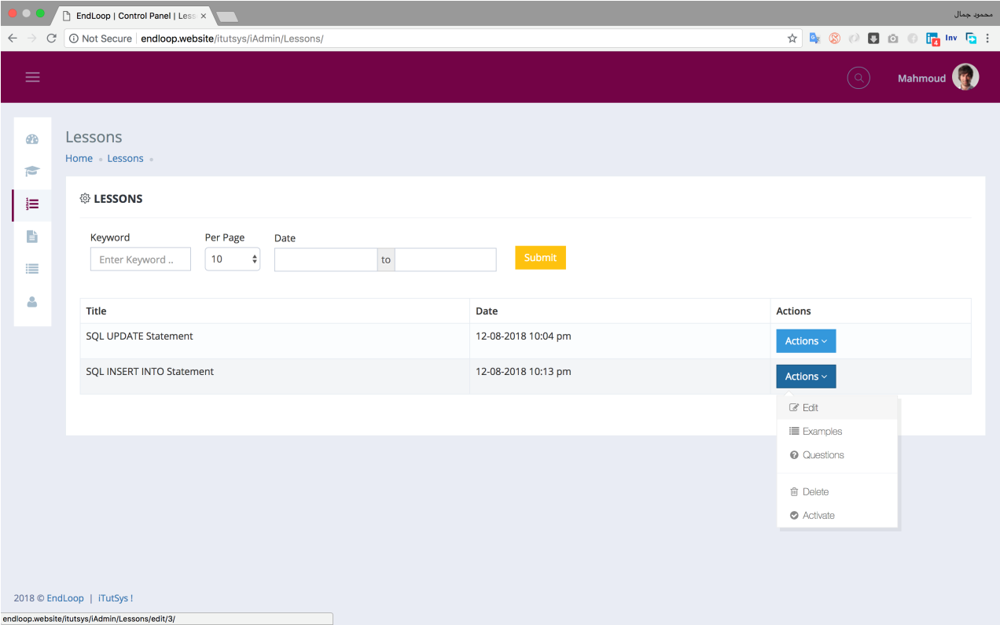 EndLoop | Control Panel | Less
محمود جمال
Not Secure endloop.website/itutsys/iAdmin/Lessons/
4
Inv
Mahmoud
Lessons
Home Lessons
LESSONS
Keyword Per Page Date
Enter Keyword .. 10 to Submit
Title Date Actions
SQL UPDATE Statement 12-08-2018 10:04 pm Actions
SQL INSERT INTO Statement 12-08-2018 10:13 pm Actions
Edit
Examples
Questions
Delete
Activate
2018 © EndLoop | iTutSys !
endloop.website/itutsys/iAdmin/Lessons/edit/3/